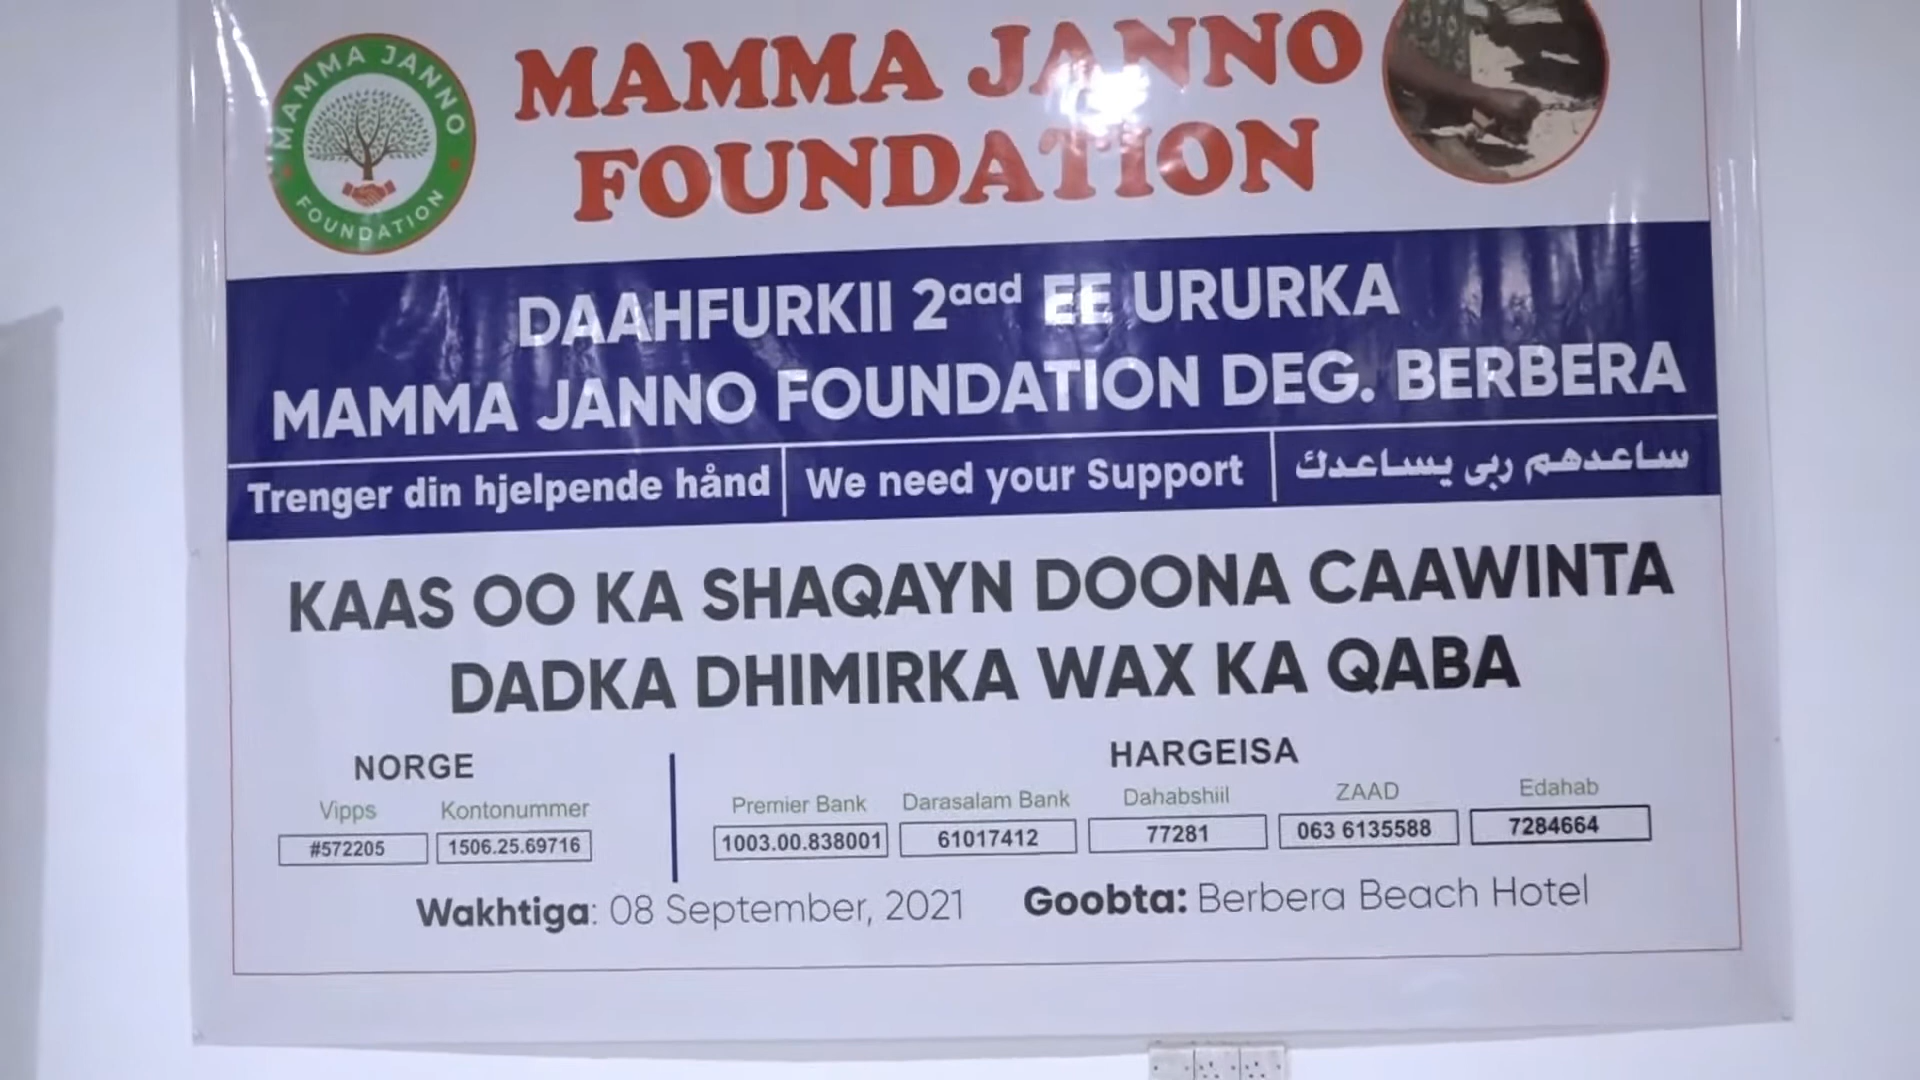 MAMMA JANNO
FOUNDATION
MAMMA JANNO
FOUNDATION
DAAHFURKII 2aad EE URURKA
MAMMA JANNO FOUNDATION DEG. BERBERA
Trenger din hjelpende hånd
We need your Support
ساعدهم ربى يساعدك
KAAS OO KA SHAQAYN DOONA CAAWINTA
DADKA DHIMIRKA WAX KA QABA
NORGE
Vipps
#572205
Kontonummer
1506.25.69716
HARGEISA
Premier Bank
1003.00.838001
Darasalam Bank
61017412
Dahabshiil
77281
ZAAD
063 6135588
Edahab
7284664
Wakhtiga: 08 September, 2021
Goobta: Berbera Beach Hotel